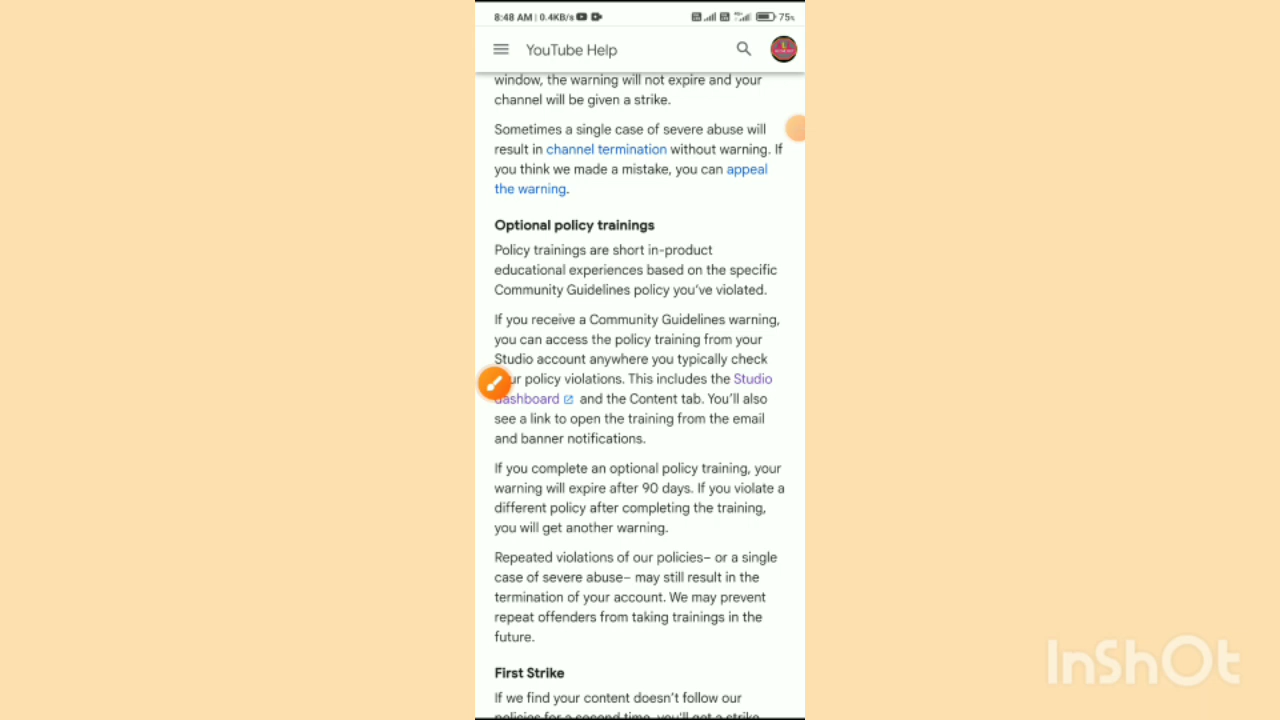 8:48 AM | 0.4KB/s 75%
YouTube Help
window, the warning will not expire and your
channel will be given a strike.
Sometimes a single case of severe abuse will
result in channel termination without warning. If
you think we made a mistake, you can appeal
the warning.
Optional policy trainings
Policy trainings are short in-product
educational experiences based on the specific
Community Guidelines policy you've violated.
If you receive a Community Guidelines warning,
you can access the policy training from your
Studio account anywhere you typically check
ur policy violations. This includes the Studio
dashboard and the Content tab. You'll also
see a link to open the training from the email
and banner notifications.
If you complete an optional policy training, your
warning will expire after 90 days. If you violate a
different policy after completing the training,
you will get another warning.
Repeated violations of our policies– or a single
case of severe abuse– may still result in the
termination of your account. We may prevent
repeat offenders from taking trainings in the
future.
First Strike
If we find your content doesn't follow our
policies for a second time, you'll get a strike.
InShOt